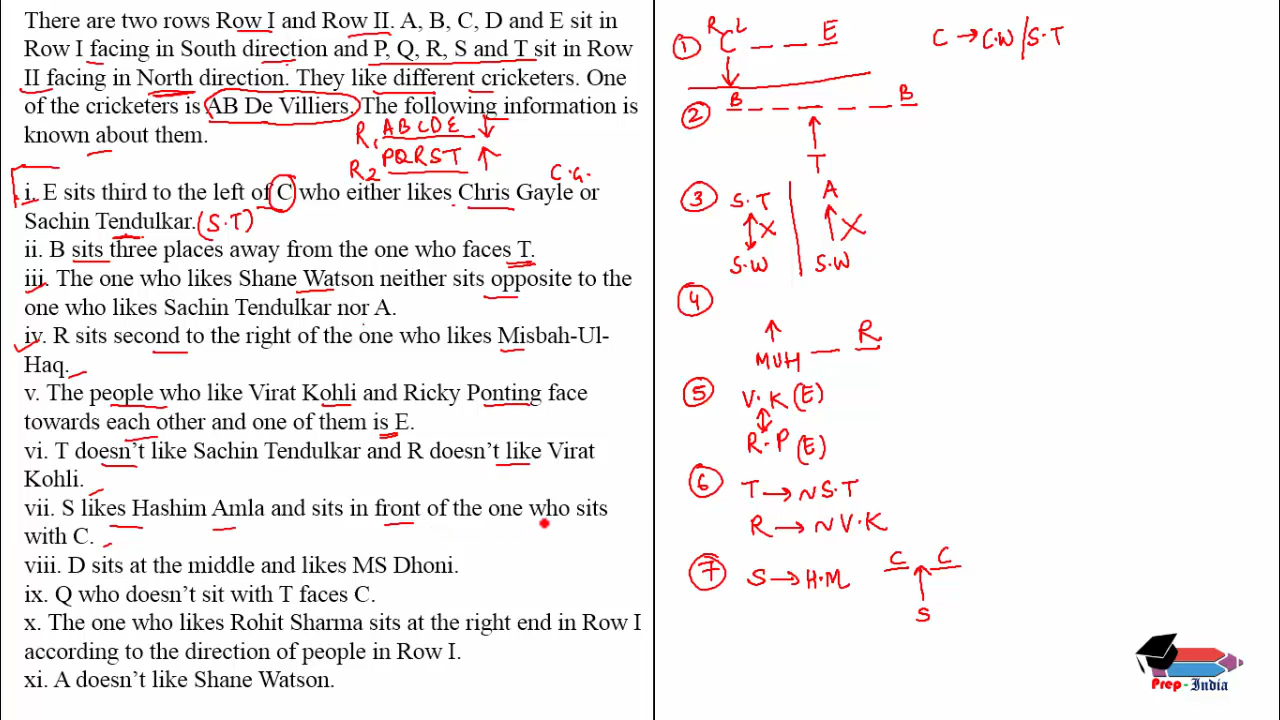 There are two rows Row I and Row II. A, B, C, D and E sit in
Row I facing in South direction and P, Q, R, S and T sit in Row
II facing in North direction. They like different cricketers. One
of the cricketers is AB De Villiers. The following information is
known about them.
R1 A B C D E
R2 P Q R S T
C.G.
i. E sits third to the left of C who either likes Chris Gayle or
Sachin Tendulkar. (S.T)
ii. B sits three places away from the one who faces T.
iii. The one who likes Shane Watson neither sits opposite to the
one who likes Sachin Tendulkar nor A.
iv. R sits second to the right of the one who likes Misbah-Ul-
Haq.
v. The people who like Virat Kohli and Ricky Ponting face
towards each other and one of them is E.
vi. T doesn't like Sachin Tendulkar and R doesn't like Virat
Kohli.
vii. S likes Hashim Amla and sits in front of the one who sits
with C.
viii. D sits at the middle and likes MS Dhoni.
ix. Q who doesn't sit with T faces C.
x. The one who likes Rohit Sharma sits at the right end in Row I
according to the direction of people in Row I.
xi. A doesn't like Shane Watson.
R L
1 C _ _ E
C → C.W/S.T
2 B _ _ _ _ _ B
T
3 S.T A
X X
S.W S.W
4
MUH _ R
5 V.K (E)
R.P (E)
6 T → ~ S.T
R → ~ V.K
7 S → H.M C C
S
Prep - India